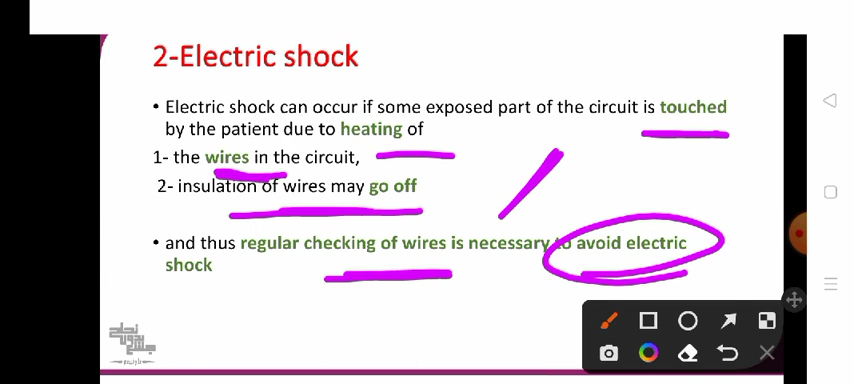 2-Electric shock
• Electric shock can occur if some exposed part of the circuit is touched
by the patient due to heating of
1- the wires in the circuit,
2- insulation of wires may go off
• and thus regular checking of wires is necessary to avoid electric
shock